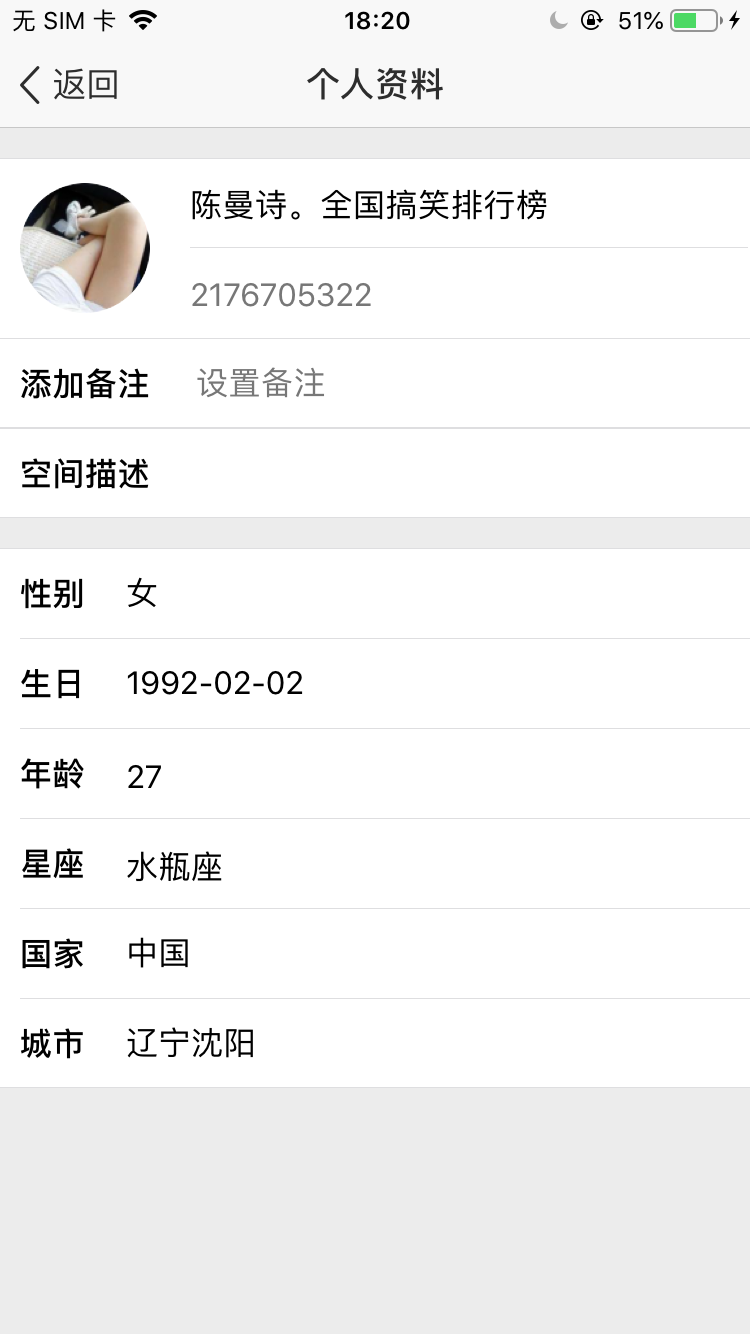 无 SIM 卡 18:20 51%
返回 个人资料
陈曼诗。全国搞笑排行榜
2176705322
添加备注 设置备注
空间描述
性别 女
生日 1992-02-02
年龄 27
星座 水瓶座
国家 中国
城市 辽宁沈阳